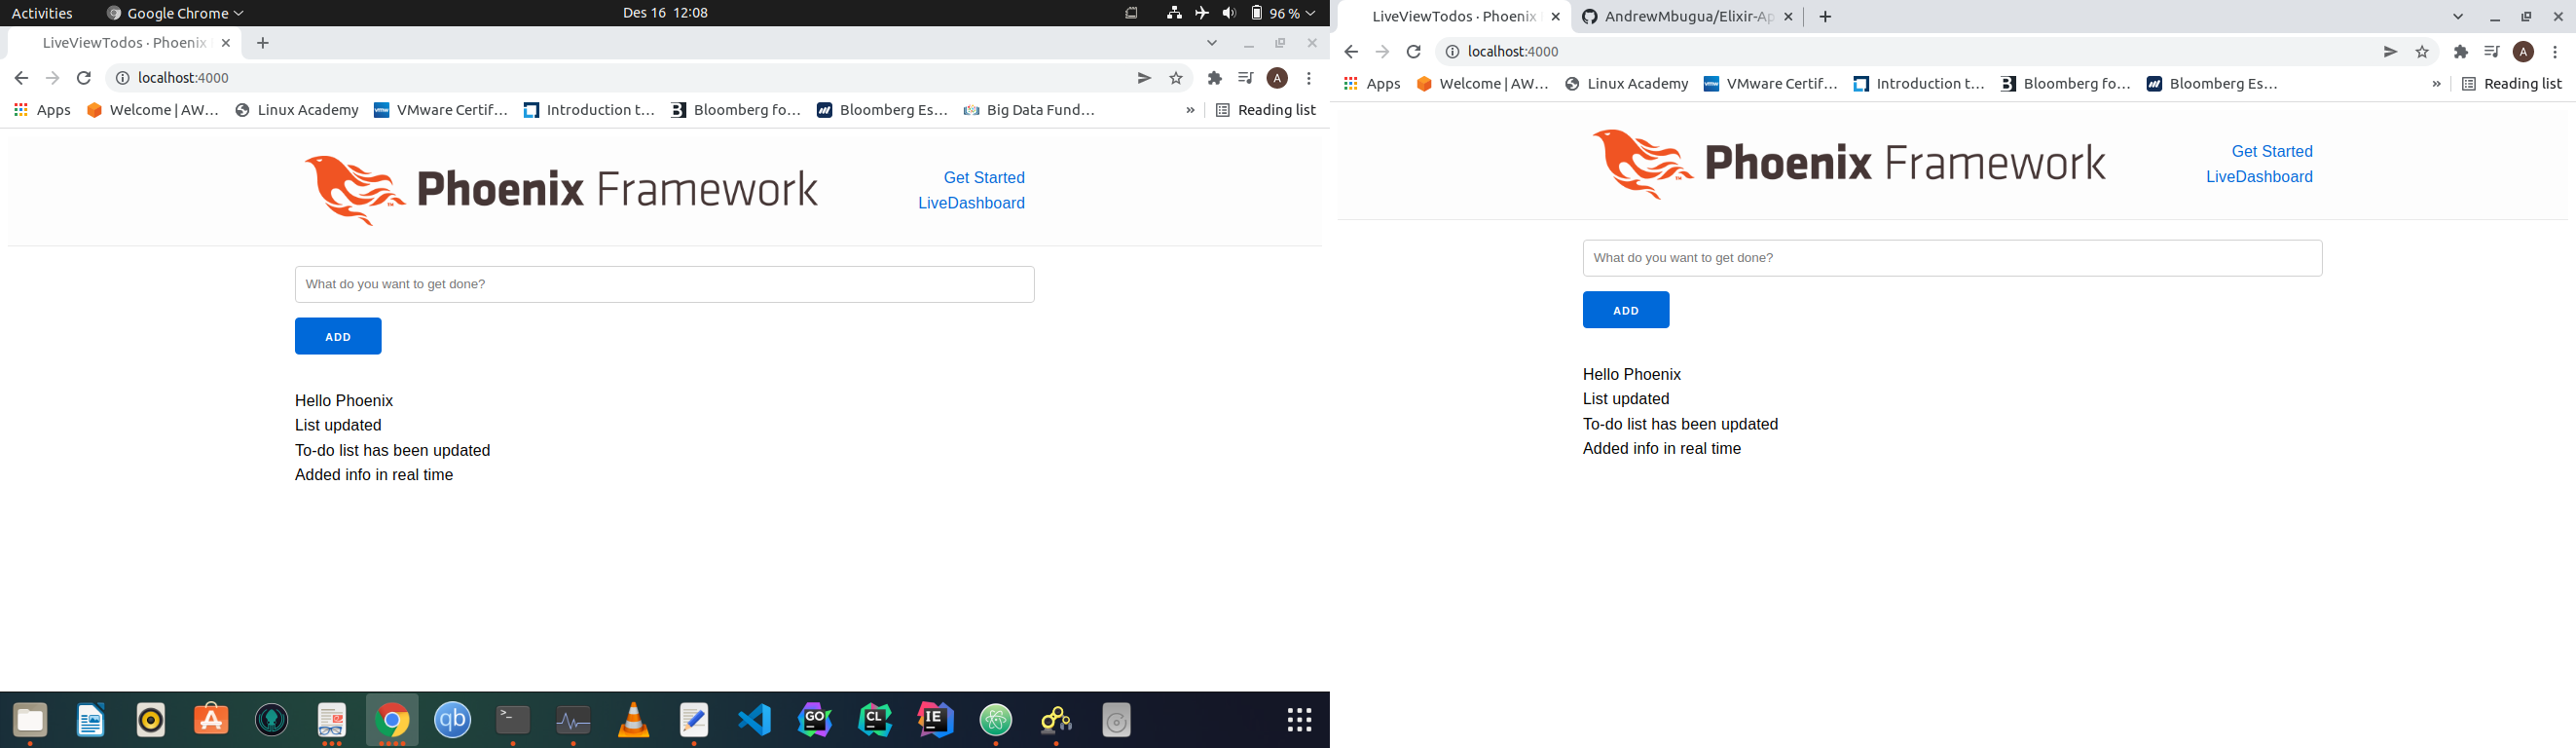 Activities
Google Chrome
Des 16 12:08
96 %
LiveViewTodos · Phoenix
localhost:4000
Apps
Welcome | AW…
Linux Academy
VMware Certif…
Introduction t…
Bloomberg fo…
Bloomberg Es…
Big Data Fund…
»
Reading list
Phoenix Framework
Get Started
LiveDashboard
What do you want to get done?
ADD
Hello Phoenix
List updated
To-do list has been updated
Added info in real time
qb
GO
CL
IE
LiveViewTodos · Phoenix
AndrewMbugua/Elixir-Ap
localhost:4000
A
Apps
Welcome | AW…
Linux Academy
VMware Certif…
Introduction t…
Bloomberg fo…
Bloomberg Es…
»
Reading list
Phoenix Framework
Get Started
LiveDashboard
What do you want to get done?
ADD
Hello Phoenix
List updated
To-do list has been updated
Added info in real time